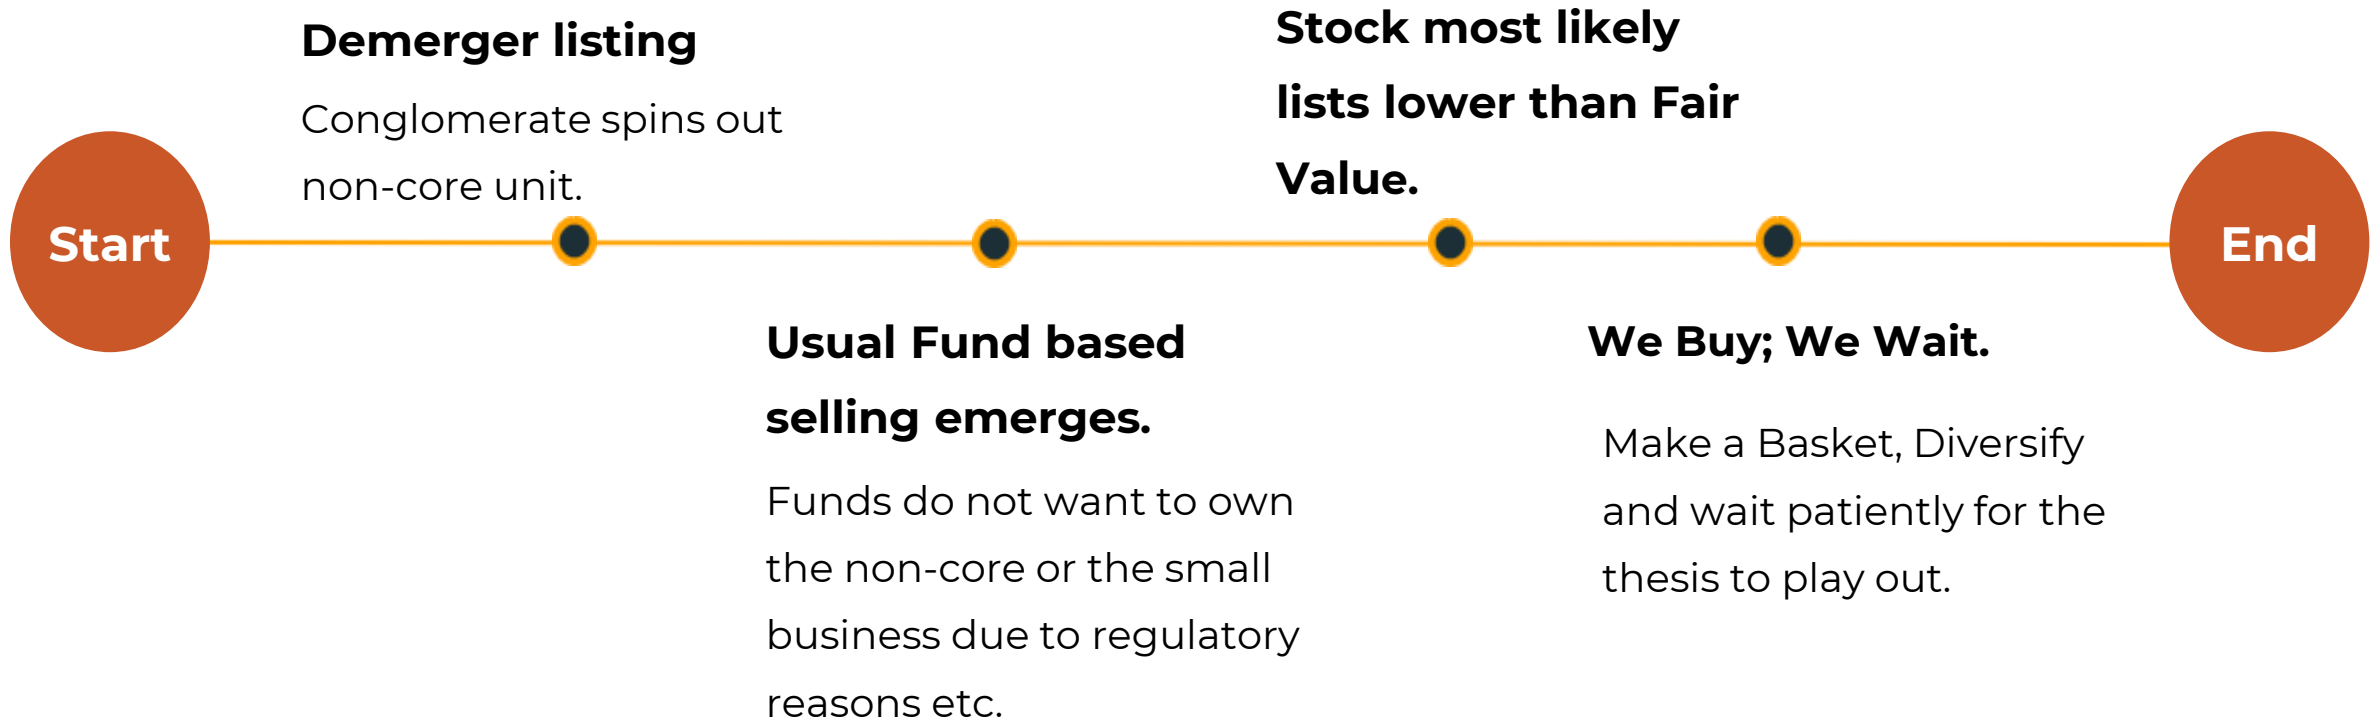 Start
Demerger listing
Conglomerate spins out
non-core unit.
Usual Fund based
selling emerges.
Funds do not want to own
the non-core or the small
business due to regulatory
reasons etc.
Stock most likely
lists lower than Fair
Value.
We Buy; We Wait.
Make a Basket, Diversify
and wait patiently for the
thesis to play out.
End